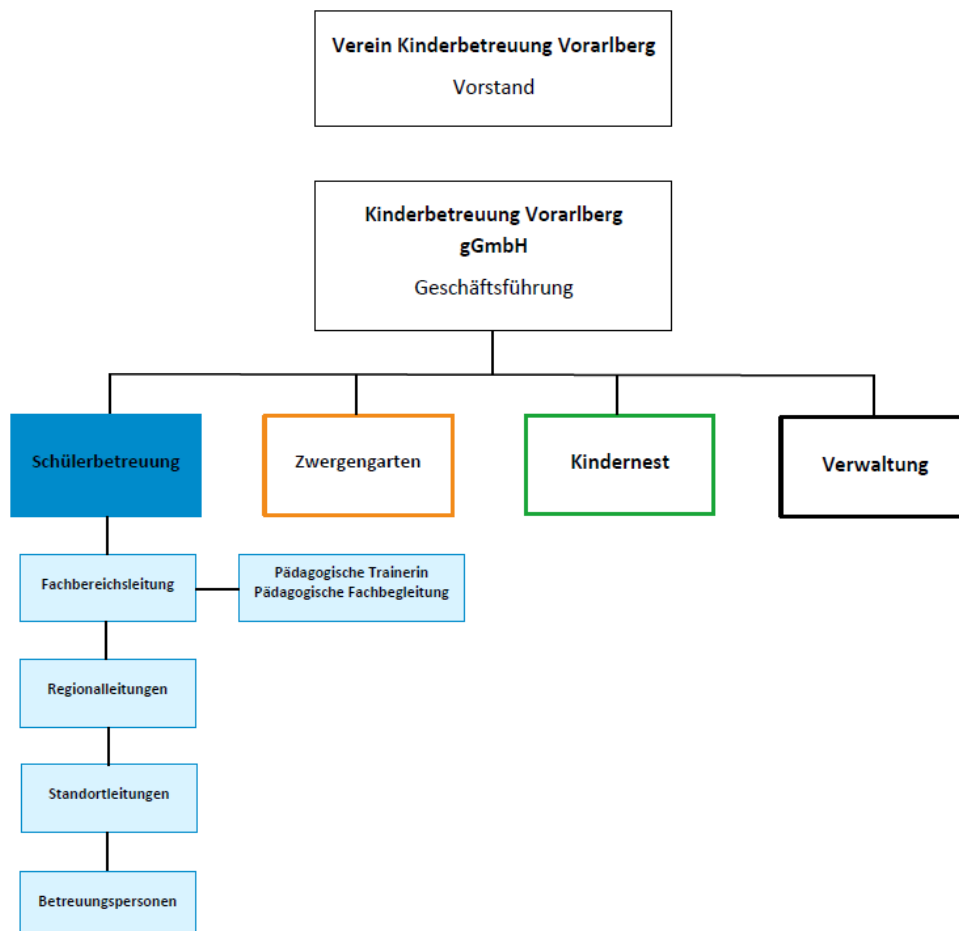 Verein Kinderbetreuung Vorarlberg
Vorstand
Kinderbetreuung Vorarlberg
gGmbH
Geschäftsführung
Schülerbetreuung
Zwergengarten
Kindernest
Verwaltung
Fachbereichsleitung
Pädagogische Trainerin
Pädagogische Fachbegleitung
Regionalleitungen
Standortleitungen
Betreuungspersonen